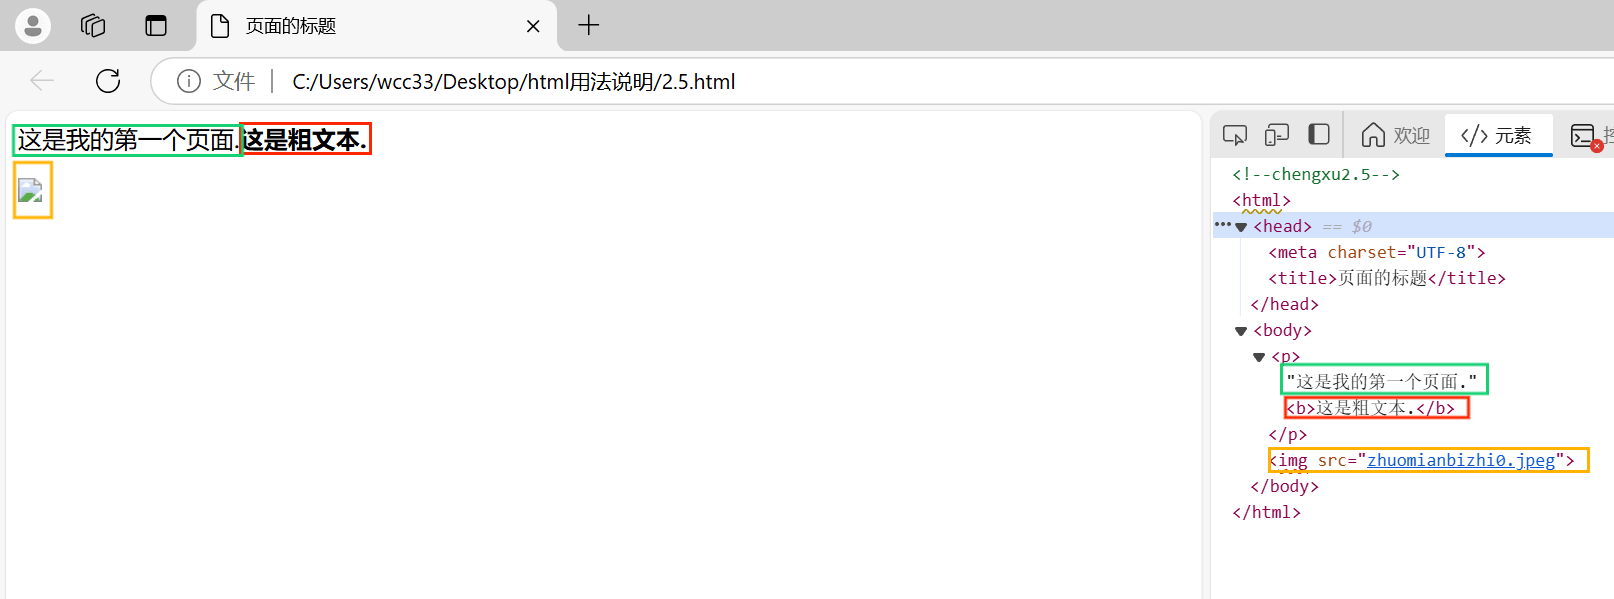 页面的标题
文件
C:/Users/wcc33/Desktop/html用法说明/2.5.html
这是我的第一个页面.这是粗文本.
欢迎
</> 元素
<!--chengxu2.5-->
<html>
<head> == $0
<meta charset="UTF-8">
<title>页面的标题</title>
</head>
<body>
<p>
"这是我的第一个页面."
<b>这是粗文本.</b>
</p>
<img src="zhuomianbizhi0.jpeg">
</body>
</html>